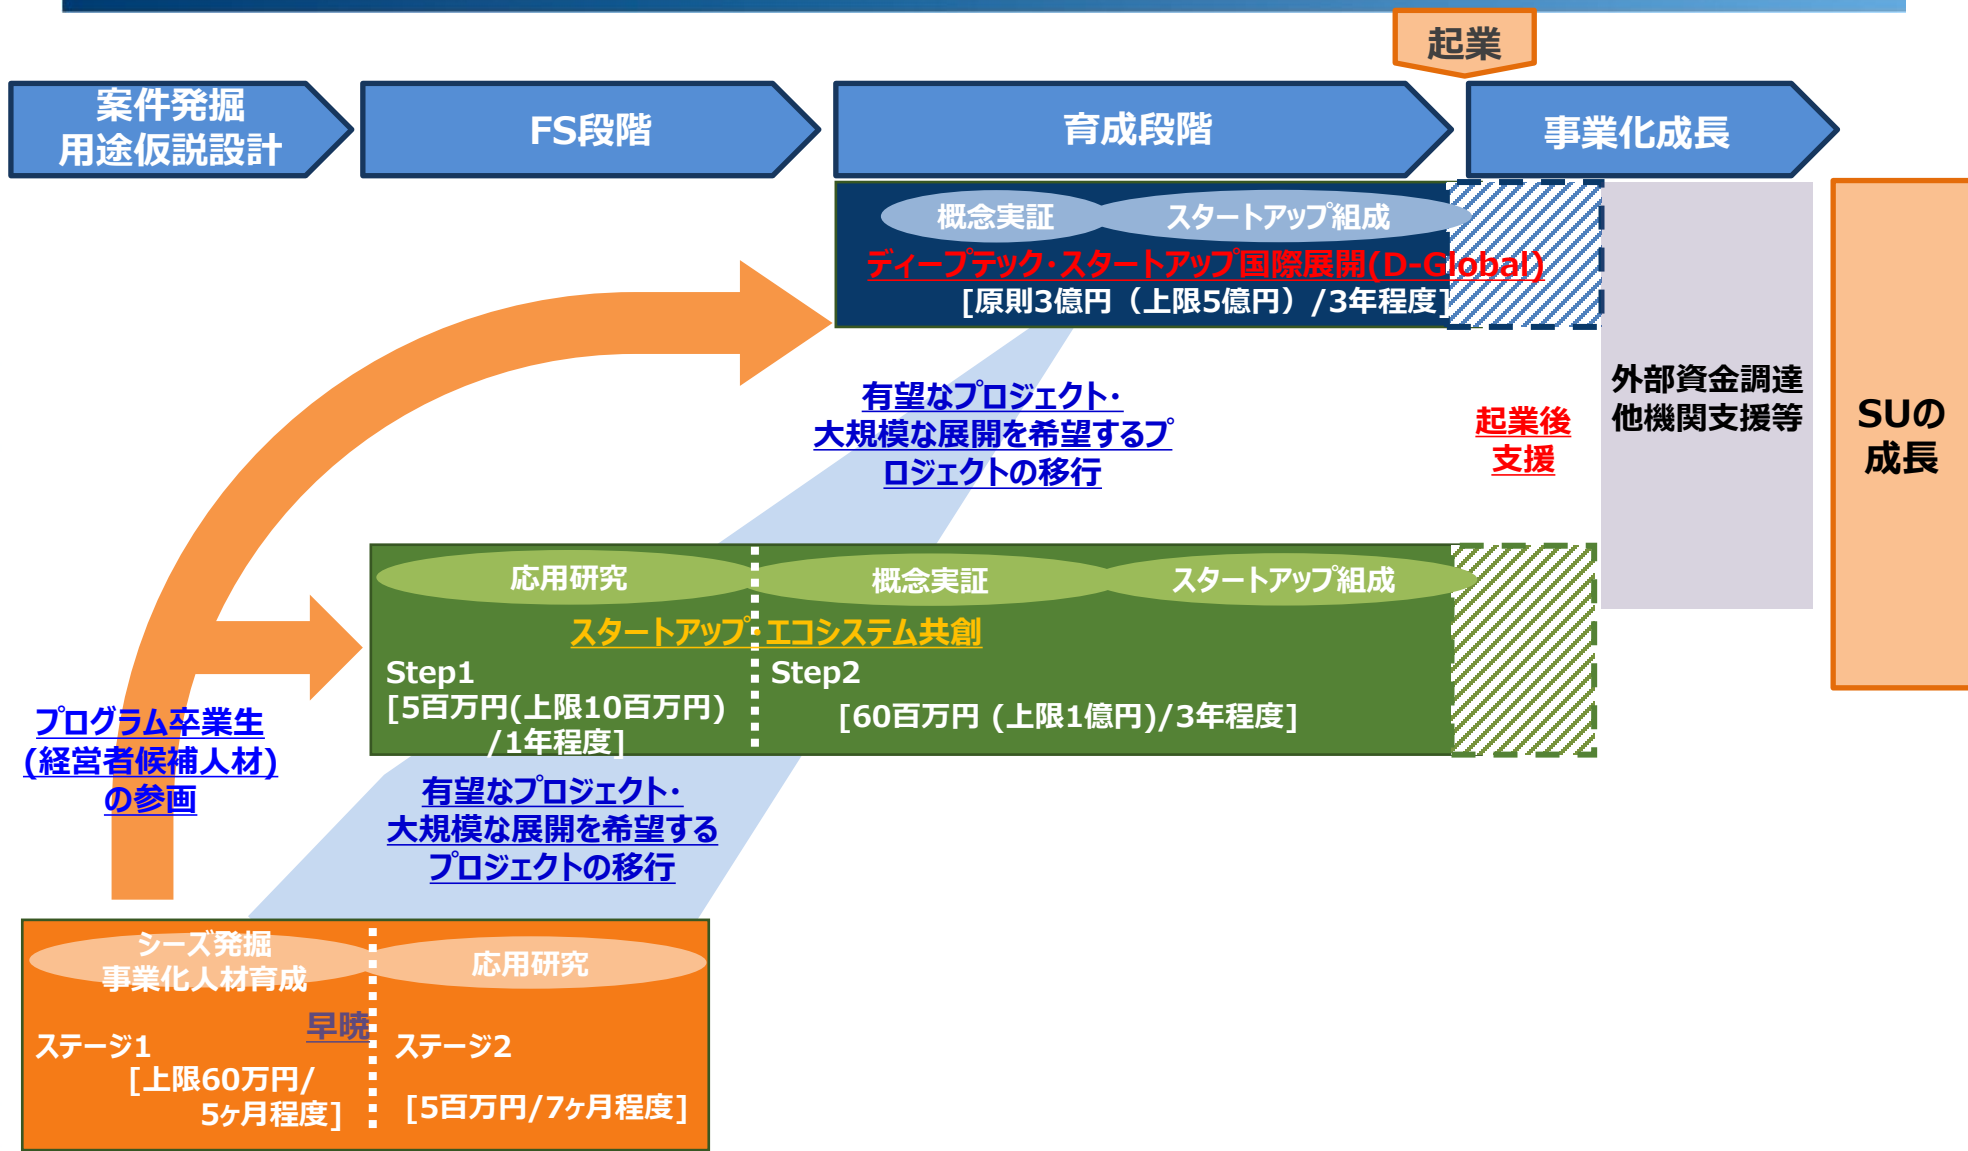 起業
案件発掘
用途仮説設計
FS段階
育成段階
事業化成長
概念実証
スタートアップ組成
ディープテック・スタートアップ国際展開(D-Global)
[原則3億円（上限5億円）/3年程度]
有望なプロジェクト・
大規模な展開を希望するプ
ロジェクトの移行
起業後
支援
外部資金調達
他機関支援等
SUの
成長
応用研究
概念実証
スタートアップ組成
スタートアップ・エコシステム共創
Step1
[5百万円(上限10百万円)
/1年程度]
Step2
[60百万円 (上限1億円)/3年程度]
プログラム卒業生
(経営者候補人材)
の参画
有望なプロジェクト・
大規模な展開を希望する
プロジェクトの移行
シーズ発掘
事業化人材育成
応用研究
早暁
ステージ1
[上限60万円/
5ヶ月程度]
ステージ2
[5百万円/7ヶ月程度]